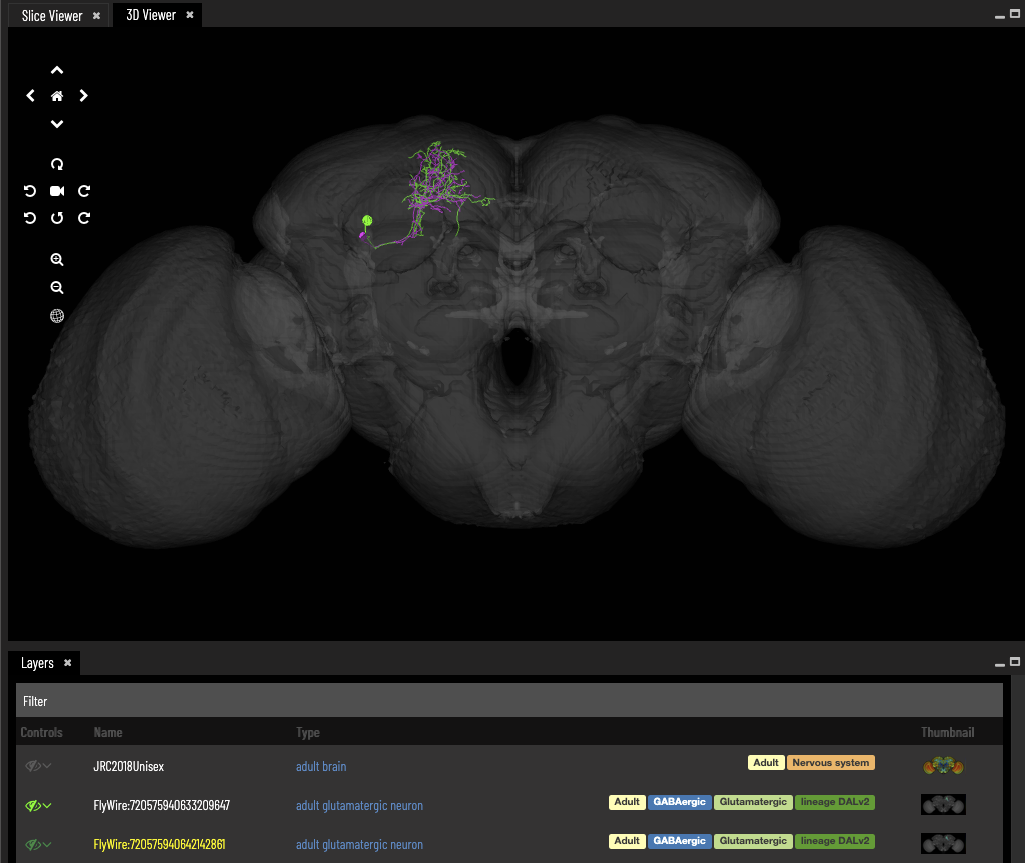 Slice Viewer
3D Viewer
Layers
Filter
Controls Name Type Thumbnail
JRC2018Unisex adult brain Adult Nervous system
FlyWire:720575940633209647 adult glutamatergic neuron Adult GABAergic Glutamatergic lineage DALv2
FlyWire:720575940642142861 adult glutamatergic neuron Adult GABAergic Glutamatergic lineage DALv2